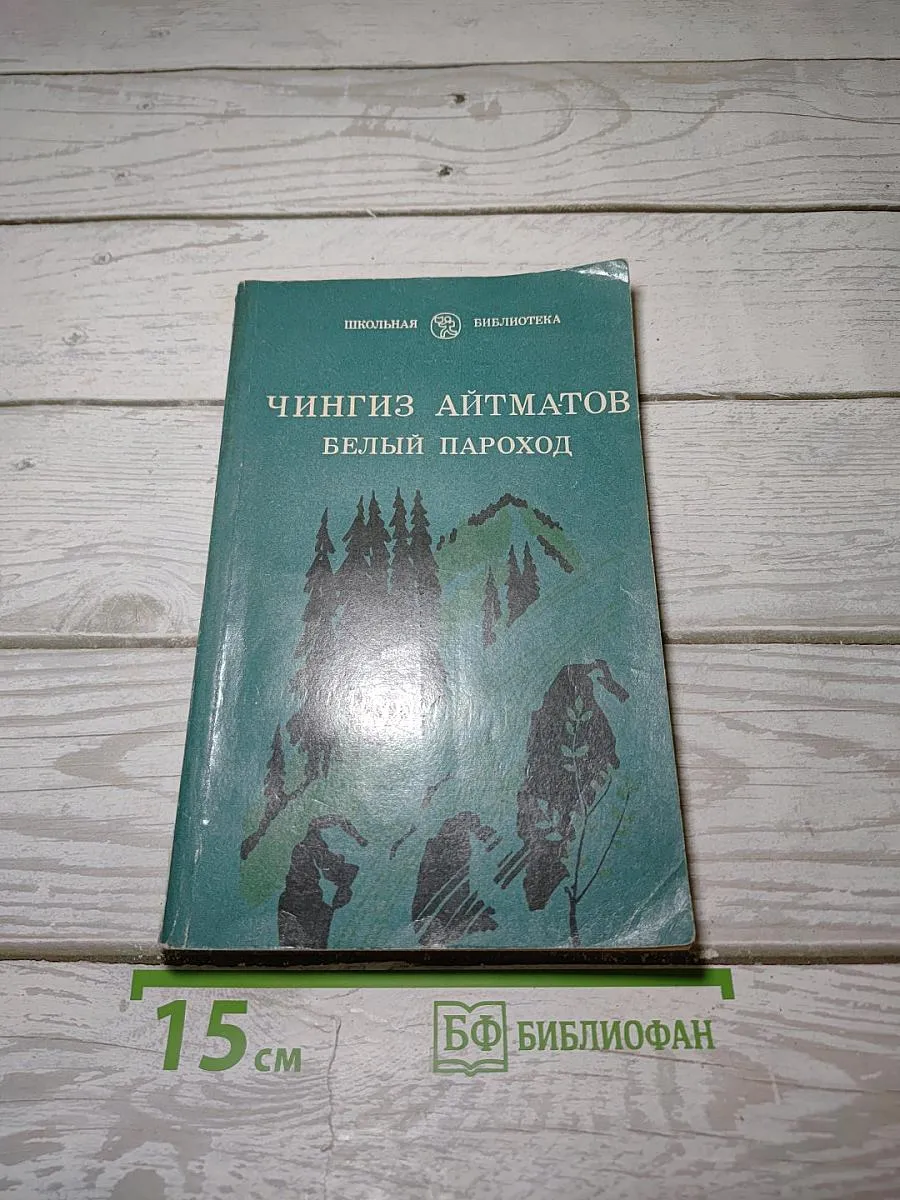 ШКОЛЬНАЯ БИБЛИОТЕКА
ЧИНГИЗ АЙТМАТОВ
БЕЛЫЙ ПАРОХОД
15 см
БФ БИБЛИОФАН